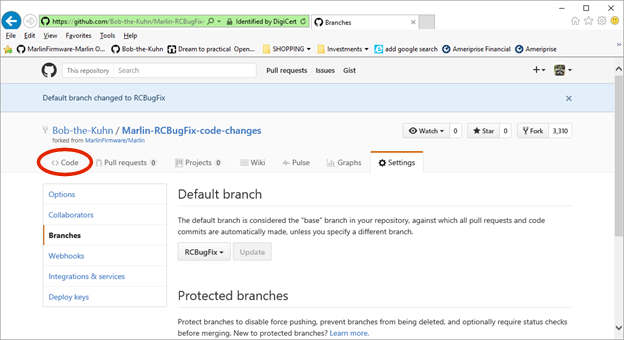 https://github.com/Bob-the-Kuhn/Marlin-RCBugFix-
Identified by DigiCert
Branches
File Edit View Favorites Tools Help
MarlinFirmware-Marlin O... Bob-the-Kuhn Dream to practical Open... SHOPPING Investments add google search Ameriprise Financial Ameriprise
This repository Search Pull requests Issues Gist
Default branch changed to RCBugFix
Bob-the-Kuhn / Marlin-RCBugFix-code-changes
forked from MarlinFirmware/Marlin
Watch 0 Star 0 Fork 3,310
Code Pull requests 0 Projects 0 Wiki Pulse Graphs Settings
Options
Collaborators
Branches
Webhooks
Integrations & services
Deploy keys
Default branch
The default branch is considered the "base" branch in your repository, against which all pull requests and code
commits are automatically made, unless you specify a different branch.
RCBugFix Update
Protected branches
Protect branches to disable force pushing, prevent branches from being deleted, and optionally require status checks
before merging. New to protected branches? Learn more.